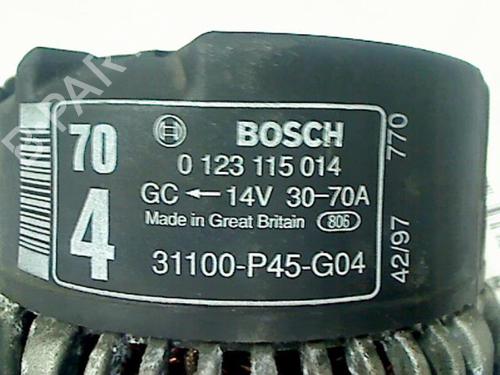 70
4
BOSCH
0 123 115 014
GC ← 14V 30-70A
Made in Great Britain 806
31100-P45-G04
42/97 770